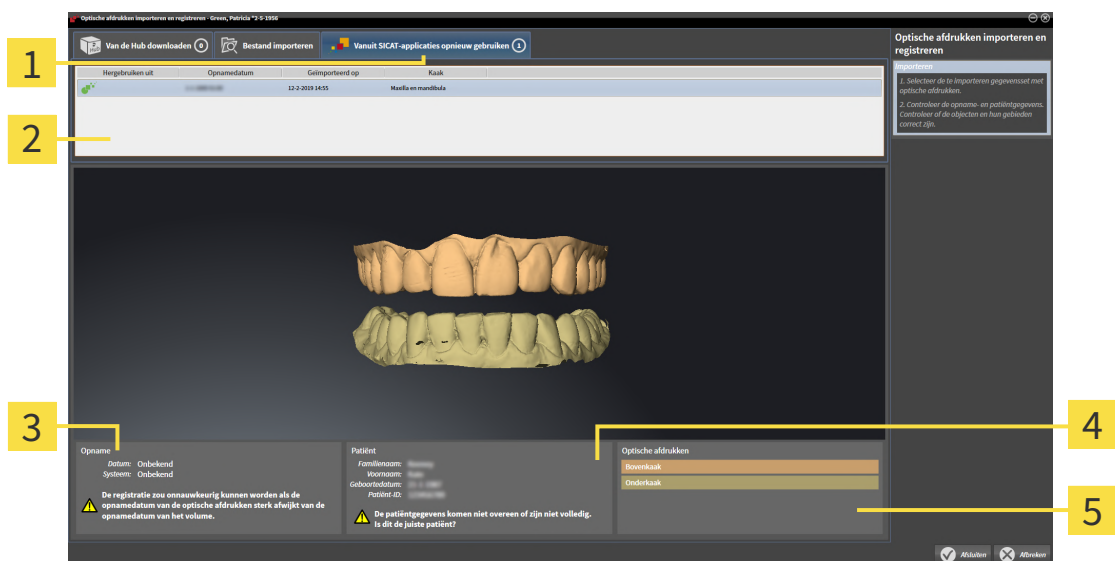 Optische afdrukken importeren en registreren - Green, Patricia *2-5-1956
Hub
Van de Hub downloaden 0
Bestand importeren
Vanuit SICAT-applicaties opnieuw gebruiken 1
1
Hergebruiken uit Opnamedatum Geïmporteerd op Kaak
12-2-2019 14:55 Maxilla en mandibula
2
Optische afdrukken importeren en
registreren
Importeren
1. Selecteer de te importeren gegevensset met
optische afdrukken.
2. Controleer de opname- en patiëntgegevens.
Controleer of de objecten en hun gebieden
correct zijn.
3
Opname
Datum: Onbekend
Systeem: Onbekend
De registratie zou onnauwkeurig kunnen worden als de
opnamedatum van de optische afdrukken sterk afwijkt van de
opnamedatum van het volume.
Patiënt
Familienaam:
Voornaam:
Geboortedatum:
Patiënt-ID:
De patiëntgegevens komen niet overeen of zijn niet volledig.
Is dit de juiste patiënt?
4
Optische afdrukken
Bovenkaak
Onderkaak
5
Afsluiten
Afbreken